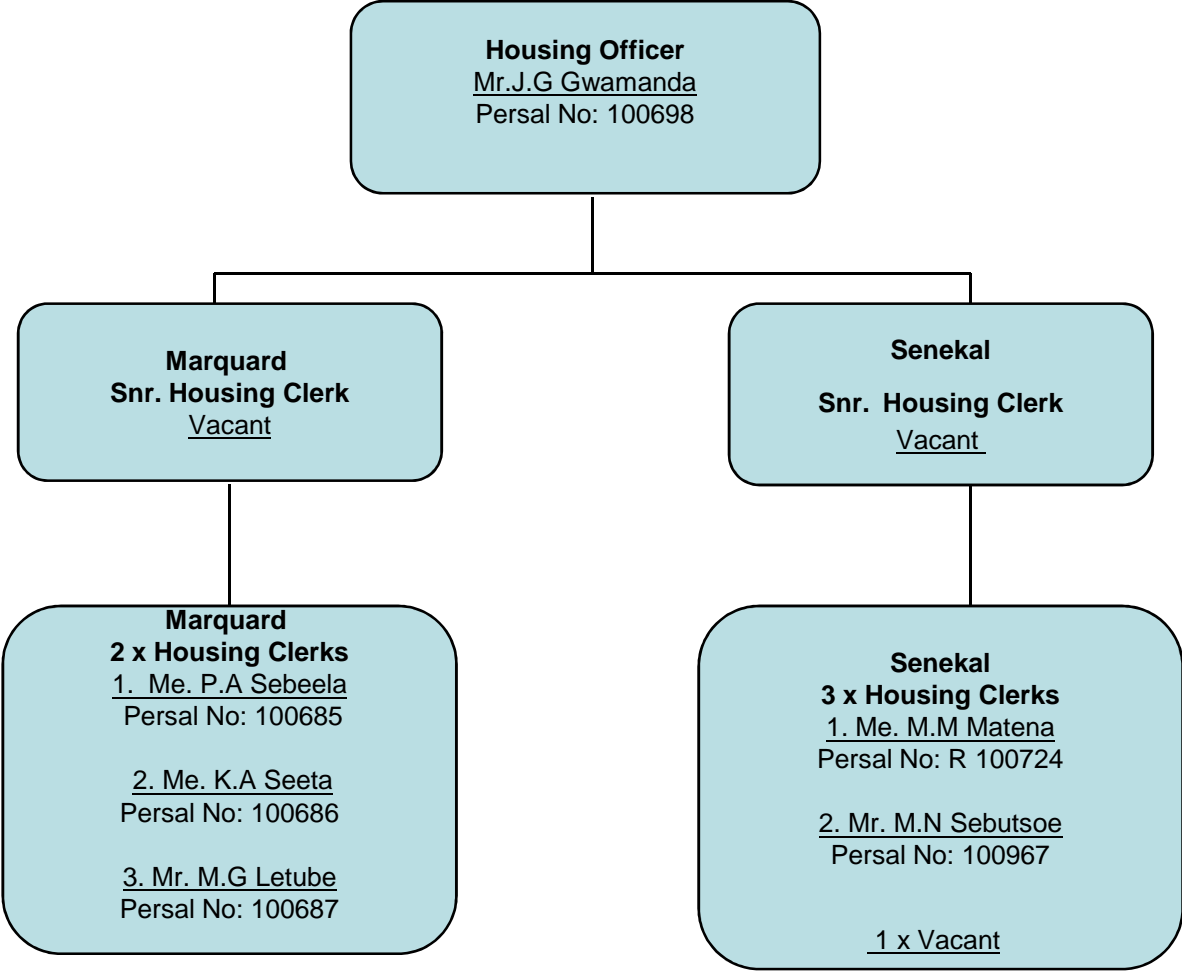 Housing Officer
Mr.J.G Gwamanda
Persal No: 100698
Marquard
Snr. Housing Clerk
Vacant
Senekal
Snr. Housing Clerk
Vacant
Marquard
2 x Housing Clerks
1. Me. P.A Sebeela
Persal No: 100685
2. Me. K.A Seeta
Persal No: 100686
3. Mr. M.G Letube
Persal No: 100687
Senekal
3 x Housing Clerks
1. Me. M.M Matena
Persal No: R 100724
2. Mr. M.N Sebutsoe
Persal No: 100967
1 x Vacant